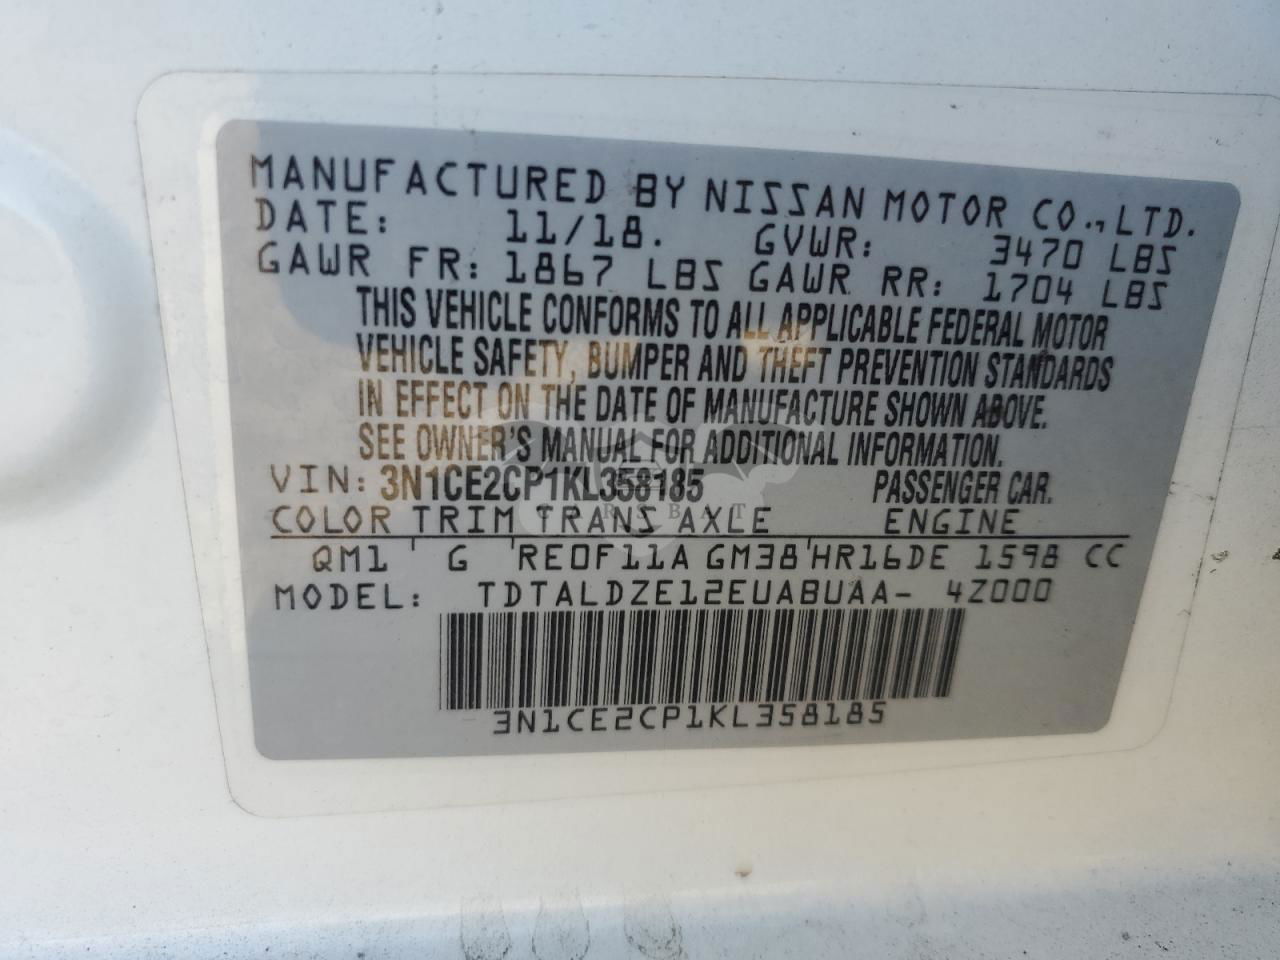 MANUFACTURED BY NISSAN MOTOR CO., LTD.
DATE: 11/18. GVWR: 3470 LBS
GAWR FR: 1867 LBS GAWR RR: 1704 LBS
THIS VEHICLE CONFORMS TO ALL APPLICABLE FEDERAL MOTOR
VEHICLE SAFETY, BUMPER AND THEFT PREVENTION STANDARDS
IN EFFECT ON THE DATE OF MANUFACTURE SHOWN ABOVE.
SEE OWNER'S MANUAL FOR ADDITIONAL INFORMATION.
VIN: 3N1CE2CP1KL358185 PASSENGER CAR.
COLOR TRIM TRANS AXLE ENGINE
QM1 G RE0F11A GM38 HR16DE 1598 CC
MODEL: TDTALDZE12EUABUAA- 4Z000
3N1CE2CP1KL358185